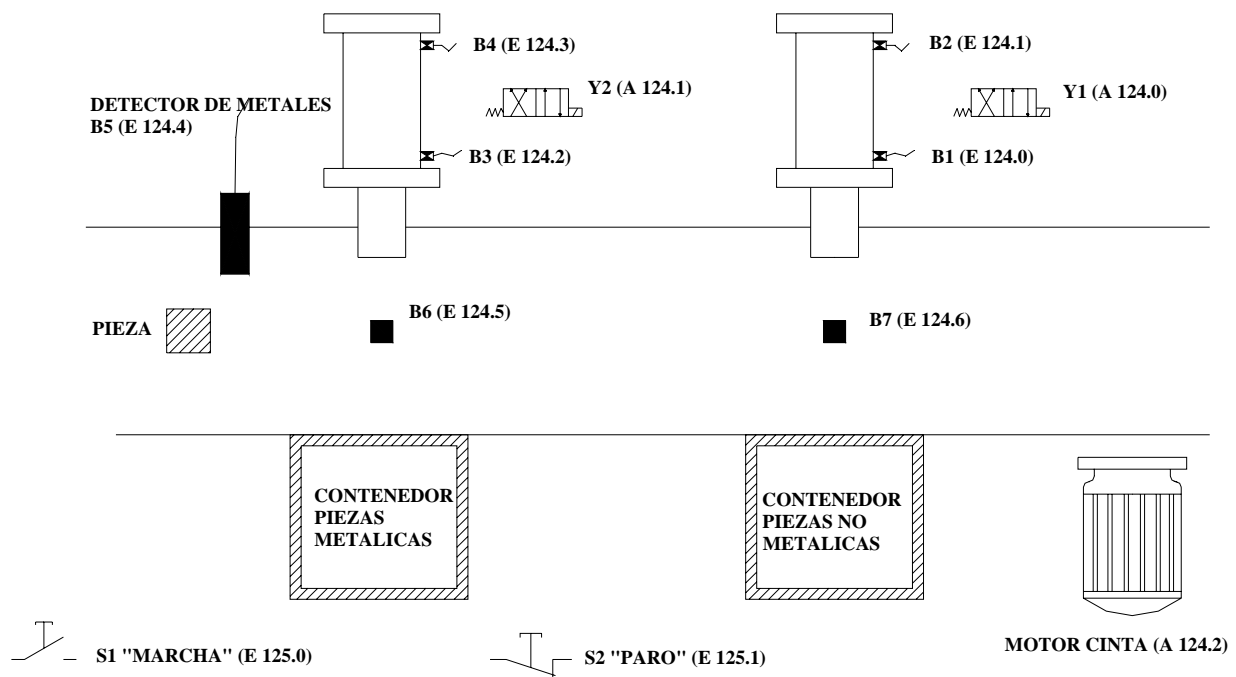 B4 (E 124.3)
B2 (E 124.1)
Y2 (A 124.1)
Y1 (A 124.0)
DETECTOR DE METALES
B5 (E 124.4)
B3 (E 124.2)
B1 (E 124.0)
B6 (E 124.5)
B7 (E 124.6)
PIEZA
CONTENEDOR
PIEZAS
METALICAS
CONTENEDOR
PIEZAS NO
METALICAS
S1 "MARCHA" (E 125.0)
S2 "PARO" (E 125.1)
MOTOR CINTA (A 124.2)